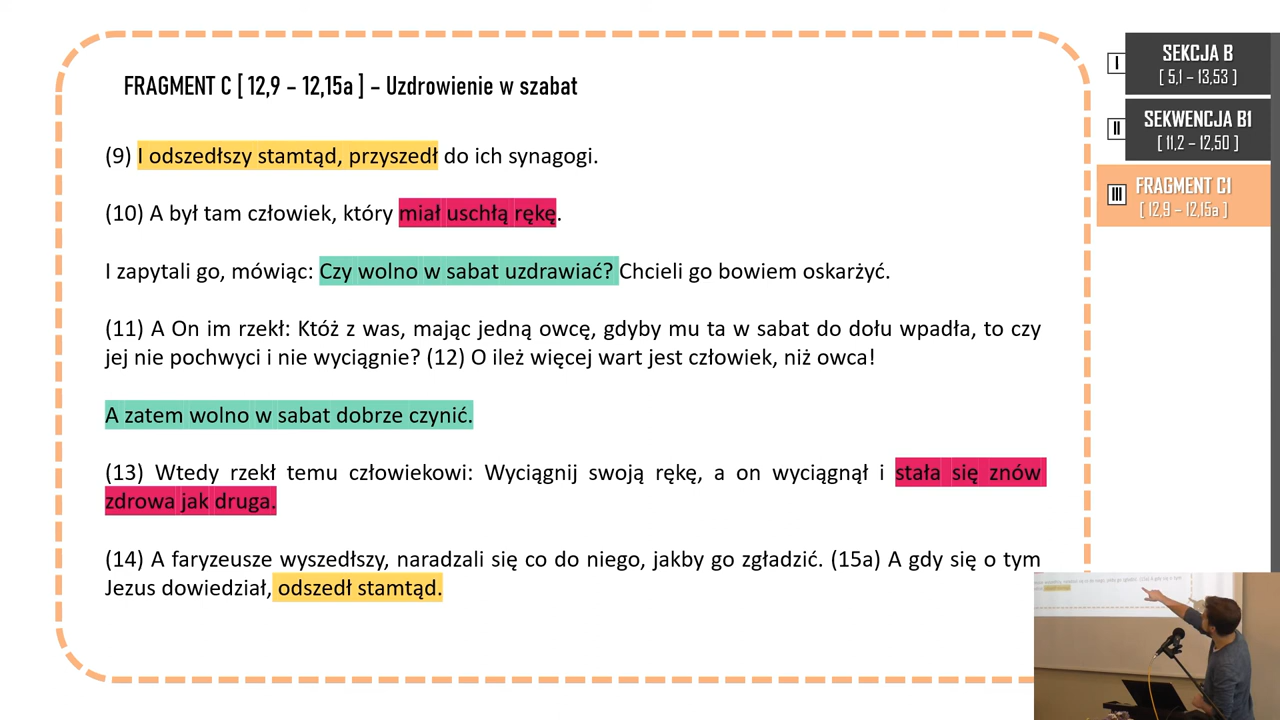 FRAGMENT C [ 12,9 – 12,15a ] – Uzdrowienie w szabat
(9) I odszedłszy stamtąd, przyszedł do ich synagogi.
(10) A był tam człowiek, który miał uschłą rękę.
I zapytali go, mówiąc: Czy wolno w sabat uzdrawiać? Chcieli go bowiem oskarżyć.
(11) A On im rzekł: Któż z was, mając jedną owcę, gdyby mu ta w sabat do dołu wpadła, to czy
jej nie pochwyci i nie wyciągnie? (12) O ileż więcej wart jest człowiek, niż owca!
A zatem wolno w sabat dobrze czynić.
(13) Wtedy rzekł temu człowiekowi: Wyciągnij swoją rękę, a on wyciągnął i stała się znów
zdrowa jak druga.
(14) A faryzeusze wyszedłszy, naradzali się co do niego, jakby go zgładzić. (15a) A gdy się o tym
Jezus dowiedział, odszedł stamtąd.
I
SEKCJA B
[ 5,1 – 13,53 ]
II
SEKWENCJA B1
[ 11,2 – 12,50 ]
III
FRAGMENT C1
[ 12,9 – 12,15a ]